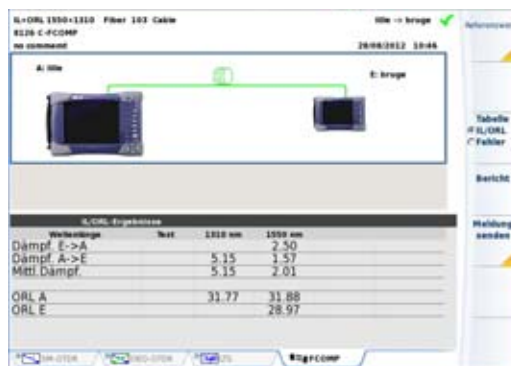 IL+ORL 1550+1310 Fiber 103 Cable
lille -> bruge
8126 C-FCOMP
no comment
28/08/2012 10:46
A: lille
E: bruge
Tabelle
IL/ORL
Fehler
Bericht
Meldung
senden
IL/ORL-Ergebnisse
Wellenlänge Test 1310 nm 1550 nm
Dämpf. E->A 2.50
Dämpf. A->E 5.15 1.57
Mittl.Dämpf. 5.15 2.01
ORL A 31.77 31.88
ORL E 28.97
SM-OTDR
LTS
FCOMP